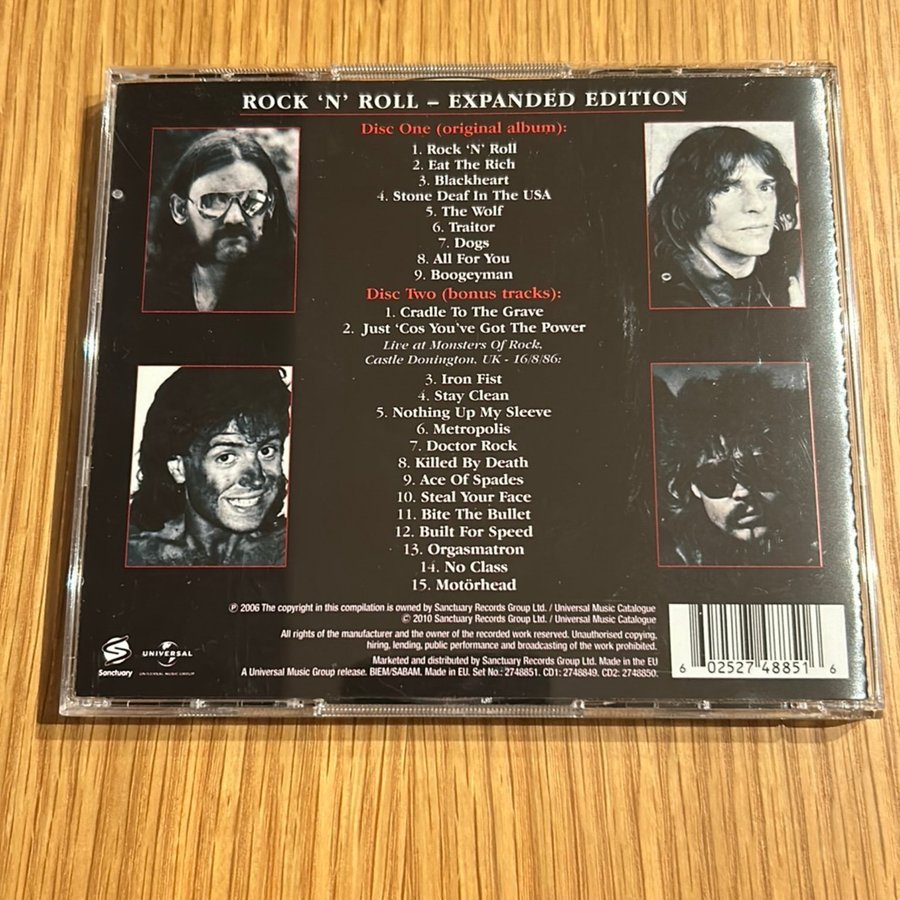 ROCK 'N' ROLL – EXPANDED EDITION
Disc One (original album):
1. Rock 'N' Roll
2. Eat The Rich
3. Blackheart
4. Stone Deaf In The USA
5. The Wolf
6. Traitor
7. Dogs
8. All For You
9. Boogeyman
Disc Two (bonus tracks):
1. Cradle To The Grave
2. Just 'Cos You've Got The Power
Live at Monsters Of Rock,
Castle Donington, UK - 16/8/86:
3. Iron Fist
4. Stay Clean
5. Nothing Up My Sleeve
6. Metropolis
7. Doctor Rock
8. Killed By Death
9. Ace Of Spades
10. Steal Your Face
11. Bite The Bullet
12. Built For Speed
13. Orgasmatron
14. No Class
15. Motörhead
℗ 2006 The copyright in this compilation is owned by Sanctuary Records Group Ltd. / Universal Music Catalogue
© 2010 Sanctuary Records Group Ltd. / Universal Music Catalogue
All rights of the manufacturer and the owner of the recorded work reserved. Unauthorised copying,
hiring, lending, public performance and broadcasting of the work prohibited.
Marketed and distributed by Sanctuary Records Group Ltd. Made in the EU
A Universal Music Group release. BIEM/SABAM. Made in EU. Set No.: 2748851. CD1: 2748849. CD2: 2748850.
Sanctuary
UNIVERSAL
UNIVERSAL MUSIC GROUP
6 02527 48851 6